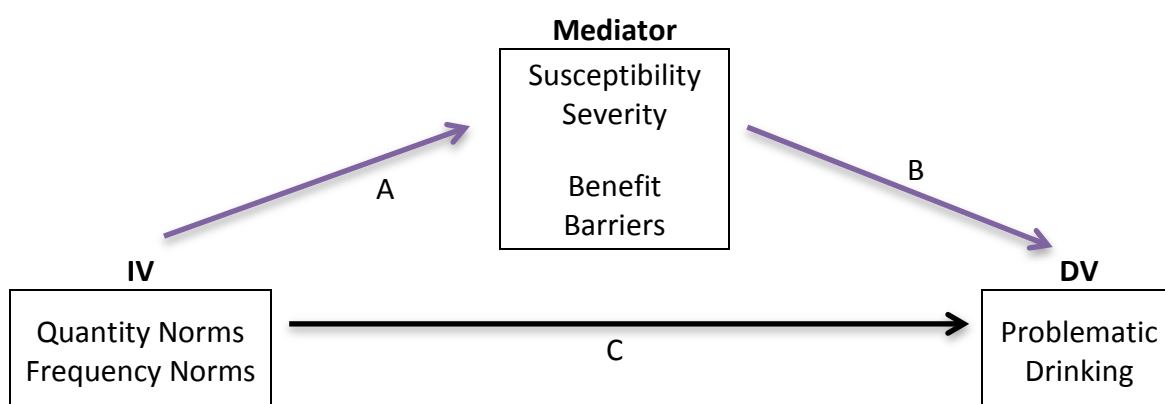 Mediator
Susceptibility
Severity
Benefit
Barriers
A
B
IV
Quantity Norms
Frequency Norms
C
DV
Problematic
Drinking